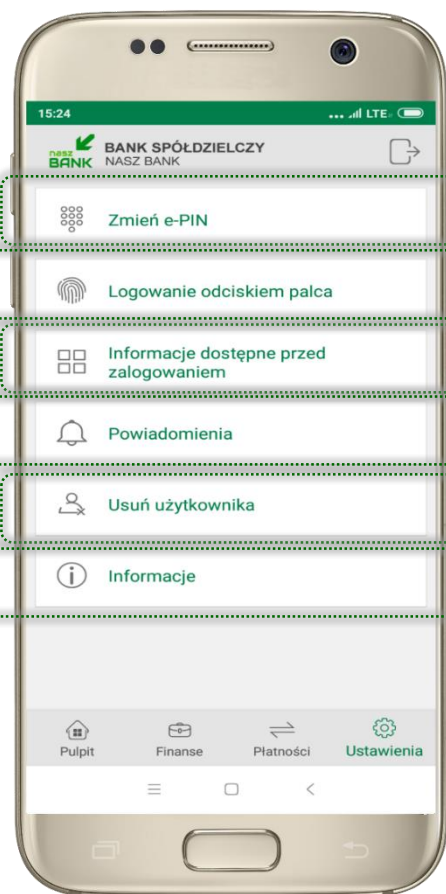 15:24
LTE
nasz
BANK
BANK SPÓŁDZIELCZY
NASZ BANK
Zmień e-PIN
Logowanie odciskiem palca
Informacje dostępne przed
zalogowaniem
Powiadomienia
Usuń użytkownika
Informacje
Pulpit
Finanse
Płatności
Ustawienia